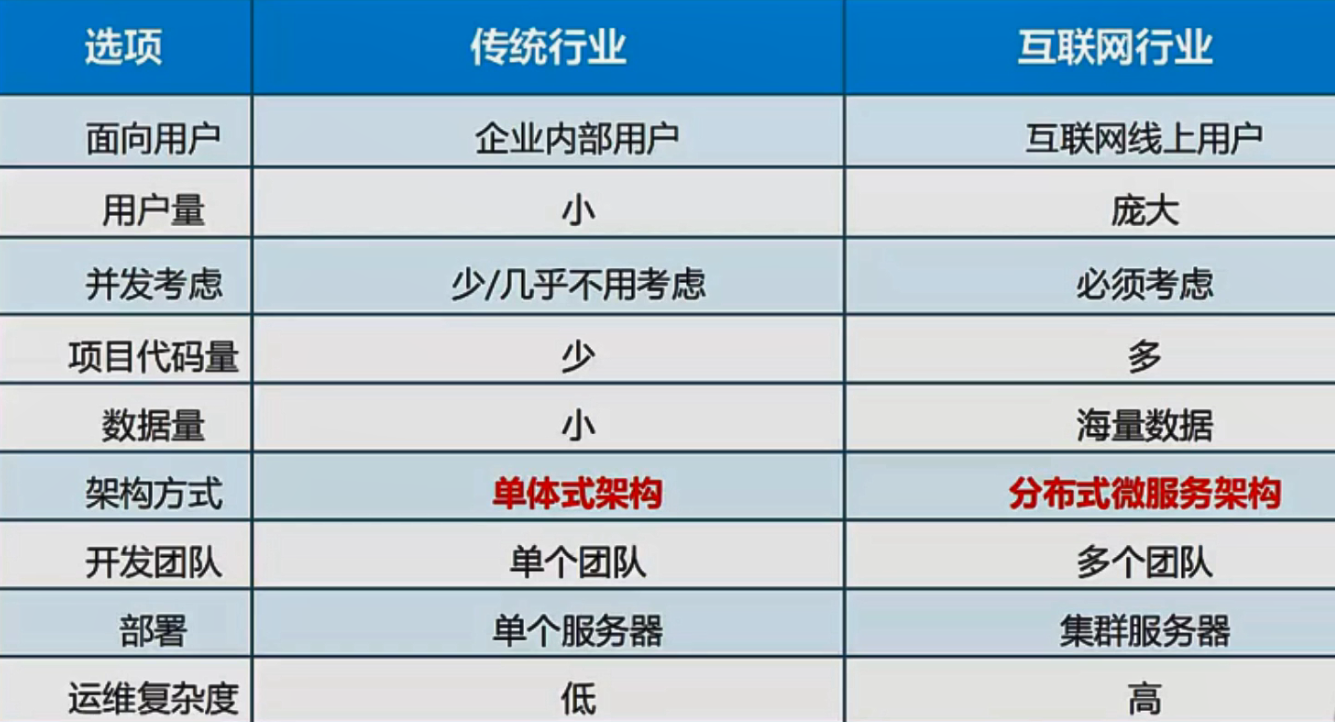 选项 传统行业 互联网行业
面向用户 企业内部用户 互联网线上用户
用户量 小 庞大
并发考虑 少/几乎不用考虑 必须考虑
项目代码量 少 多
数据量 小 海量数据
架构方式 单体式架构 分布式微服务架构
开发团队 单个团队 多个团队
部署 单个服务器 集群服务器
运维复杂度 低 高